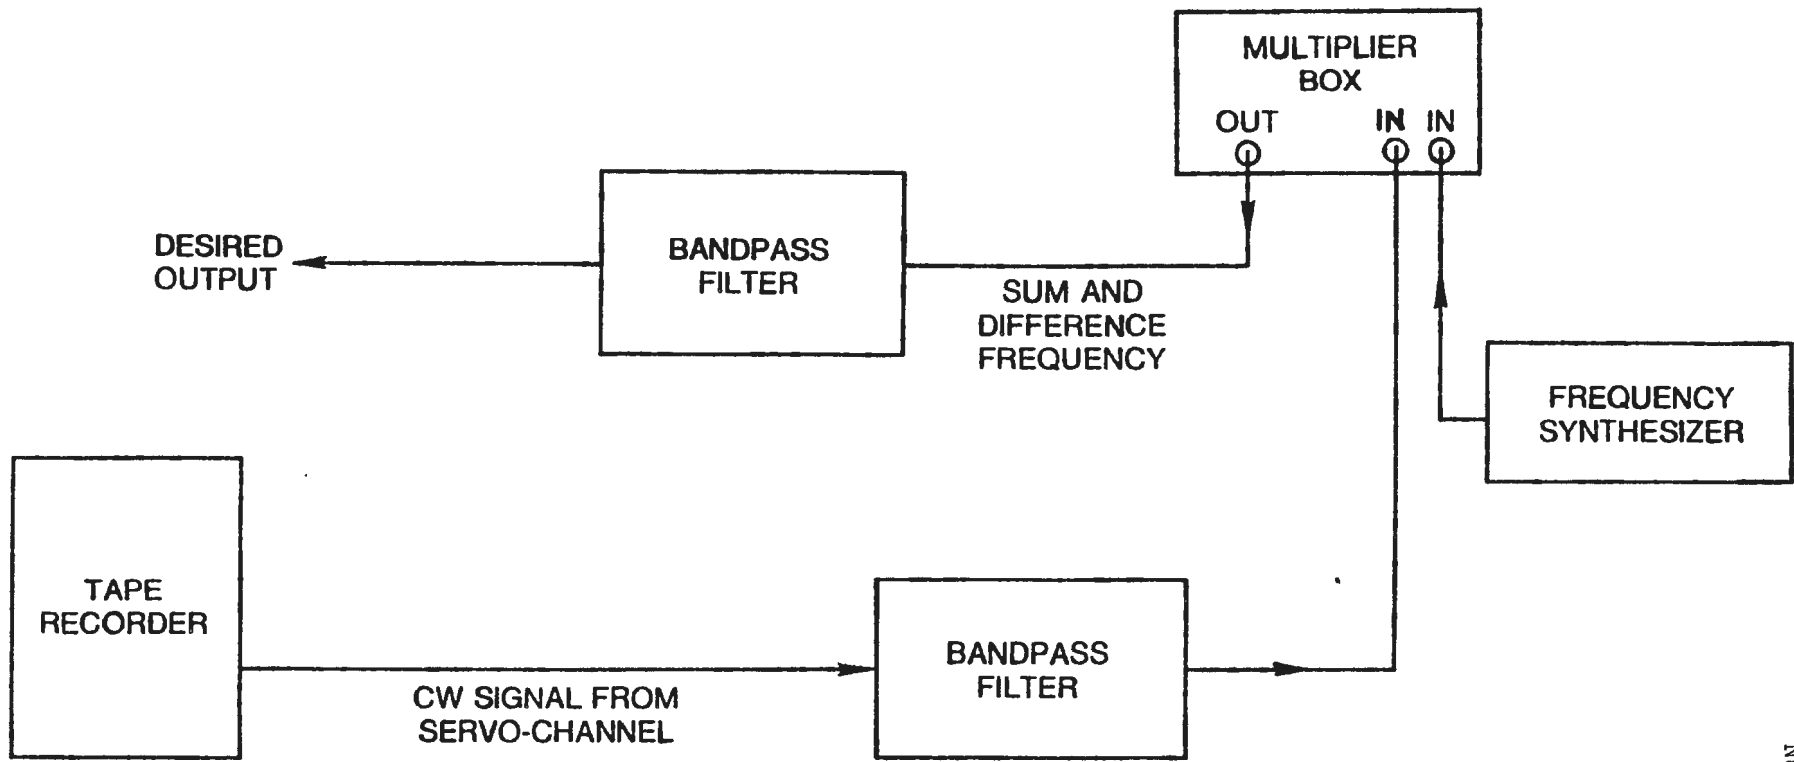 MULTIPLIER
BOX
OUT
IN IN
BANDPASS
FILTER
DESIRED
OUTPUT
SUM AND
DIFFERENCE
FREQUENCY
FREQUENCY
SYNTHESIZER
TAPE
RECORDER
BANDPASS
FILTER
CW SIGNAL FROM
SERVO-CHANNEL